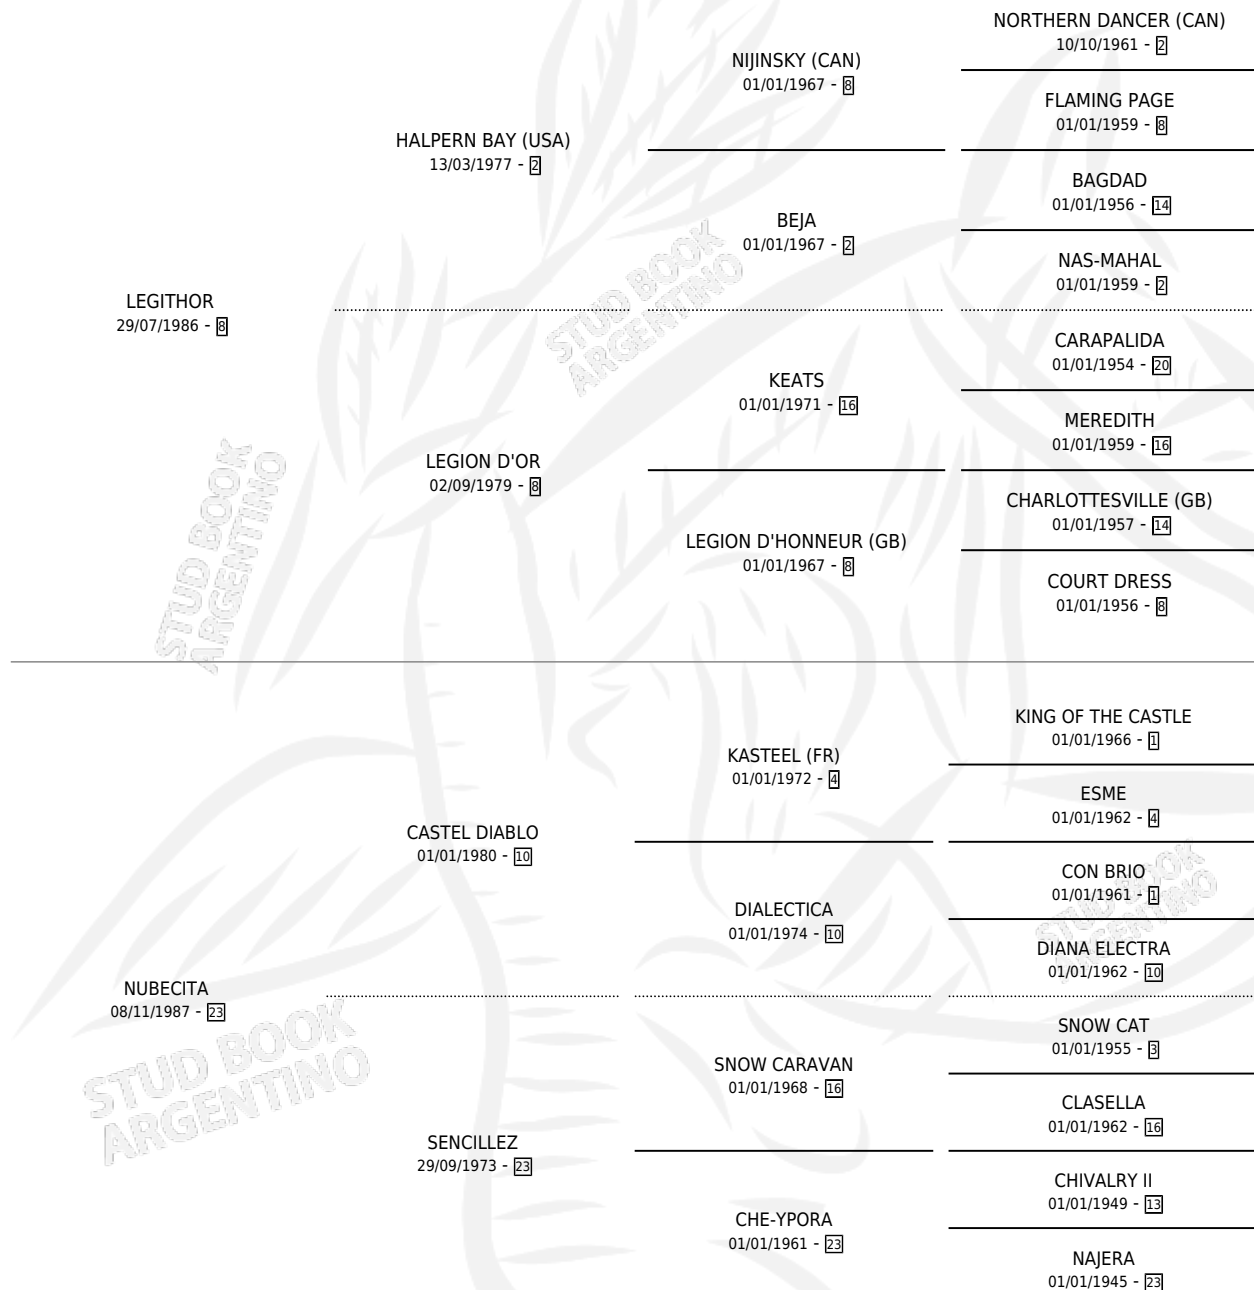 NORTHERN DANCER (CAN)
10/10/1961 - 2
NIJINSKY (CAN)
01/01/1967 - 8
FLAMING PAGE
01/01/1959 - 8
HALPERN BAY (USA)
13/03/1977 - 2
BAGDAD
01/01/1956 - 14
BEJA
01/01/1967 - 2
NAS-MAHAL
01/01/1959 - 2
LEGITHOR
29/07/1986 - 8
CARAPALIDA
01/01/1954 - 20
KEATS
01/01/1971 - 16
MEREDITH
01/01/1959 - 16
LEGION D'OR
02/09/1979 - 8
CHARLOTTESVILLE (GB)
01/01/1957 - 14
LEGION D'HONNEUR (GB)
01/01/1967 - 8
COURT DRESS
01/01/1956 - 8
KING OF THE CASTLE
01/01/1966 - 1
KASTEEL (FR)
01/01/1972 - 4
ESME
01/01/1962 - 4
CASTEL DIABLO
01/01/1980 - 10
CON BRIO
01/01/1961 - 1
DIALECTICA
01/01/1974 - 10
DIANA ELECTRA
01/01/1962 - 10
NUBECITA
08/11/1987 - 23
SNOW CAT
01/01/1955 - 3
SNOW CARAVAN
01/01/1968 - 16
CLASELLA
01/01/1962 - 16
SENCILLEZ
29/09/1973 - 23
CHIVALRY II
01/01/1949 - 13
CHE-YPORA
01/01/1961 - 23
NAJERA
01/01/1945 - 23
STUD BOOK
ARGENTINO
STUD BOOK
ARGENTINO
STUD BOOK
ARGENTINO
STUD BOOK
ARGENTINO